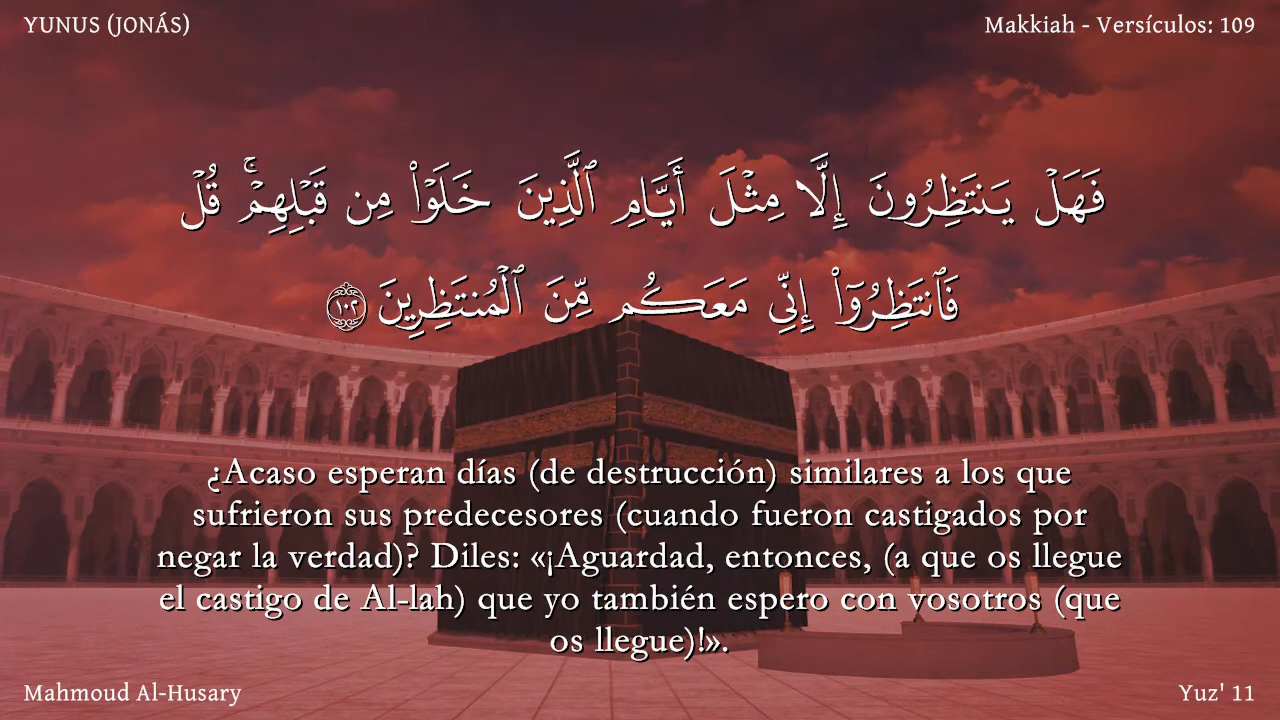 YUNUS (JONÁS)
Makkiah - Versículos: 109
فَهَلْ يَنتَظِرُونَ إِلَّا مِثْلَ أَيَّامِ ٱلَّذِينَ خَلَوْا۟ مِن قَبْلِهِمْ ۚ قُلْ
فَٱنتَظِرُوٓا۟ إِنِّى مَعَكُم مِّنَ ٱلْمُنتَظِرِينَ ١٠٢
¿Acaso esperan días (de destrucción) similares a los que
sufrieron sus predecesores (cuando fueron castigados por
negar la verdad)? Diles: «¡Aguardad, entonces, (a que os llegue
el castigo de Al-lah) que yo también espero con vosotros (que
os llegue)!».
Mahmoud Al-Husary
Yuz' 11